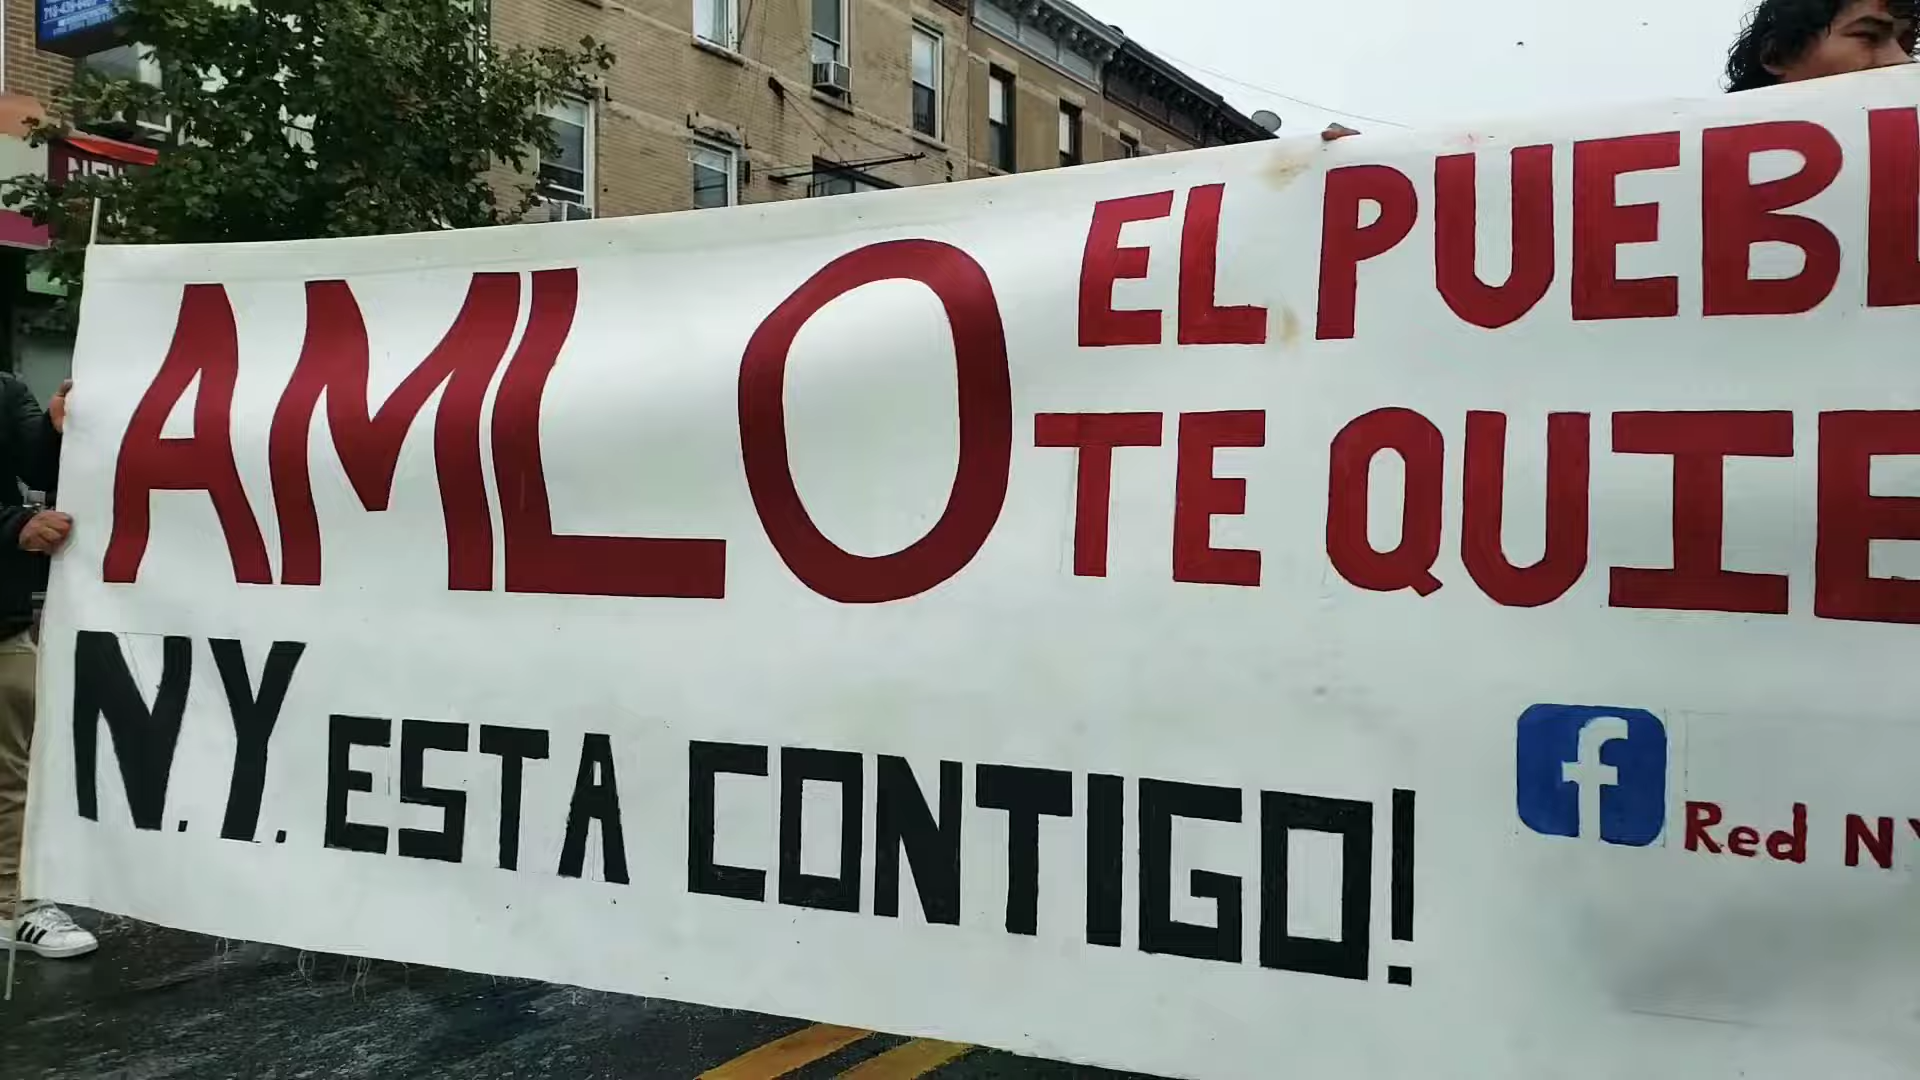 AMLO
EL PUEBL
TE QUIE
N.Y. ESTA CONTIGO!
f
Red NY